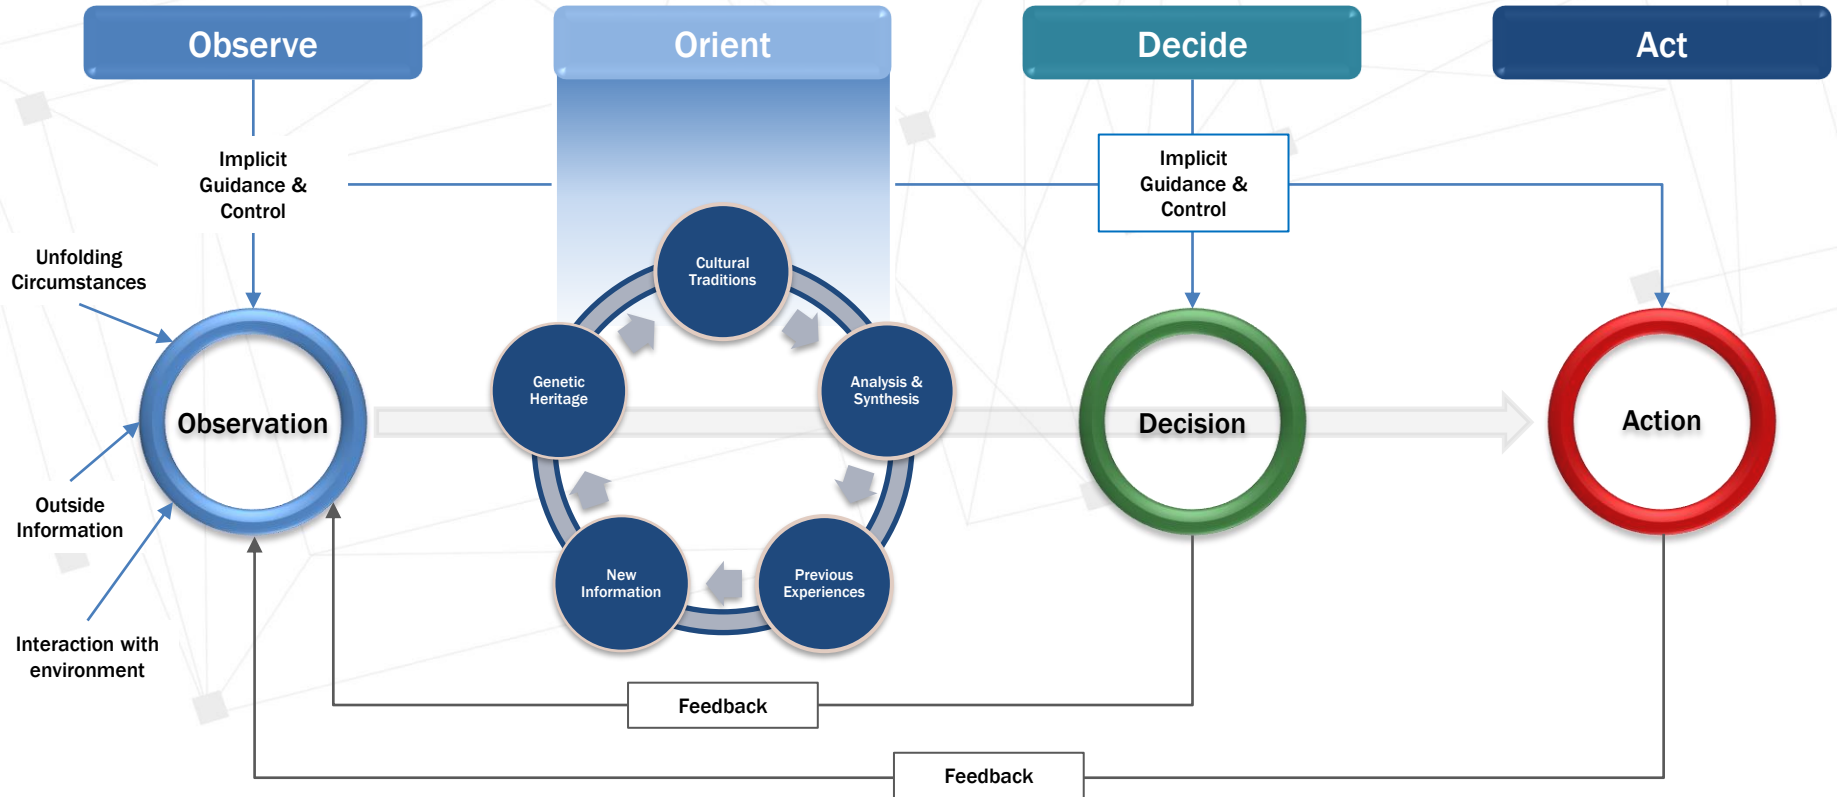 Observe
Orient
Decide
Act
Implicit
Guidance &
Control
Implicit
Guidance &
Control
Unfolding
Circumstances
Cultural
Traditions
Genetic
Heritage
Analysis &
Synthesis
Observation
Decision
Action
Outside
Information
New
Information
Previous
Experiences
Interaction with
environment
Feedback
Feedback